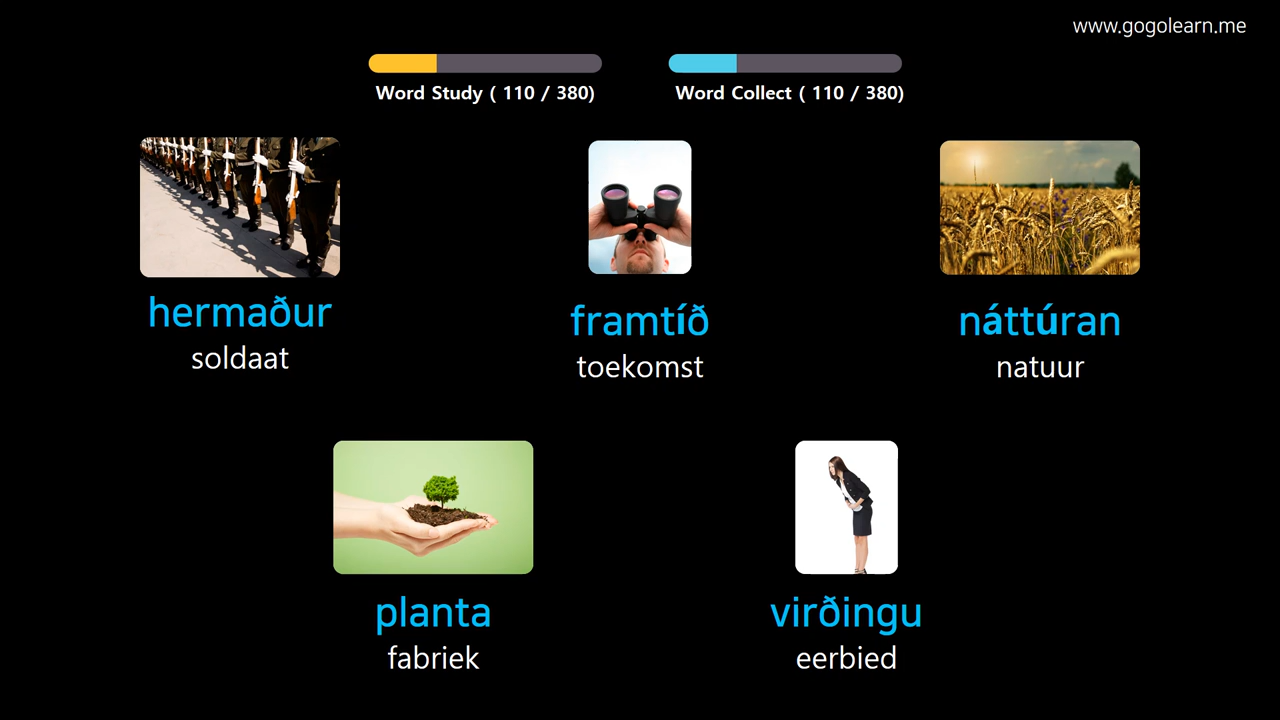 www.gogolearn.me
Word Study ( 110 / 380)
Word Collect ( 110 / 380)
hermaður
soldaat
framtíð
toekomst
náttúran
natuur
planta
fabriek
virðingu
eerbied